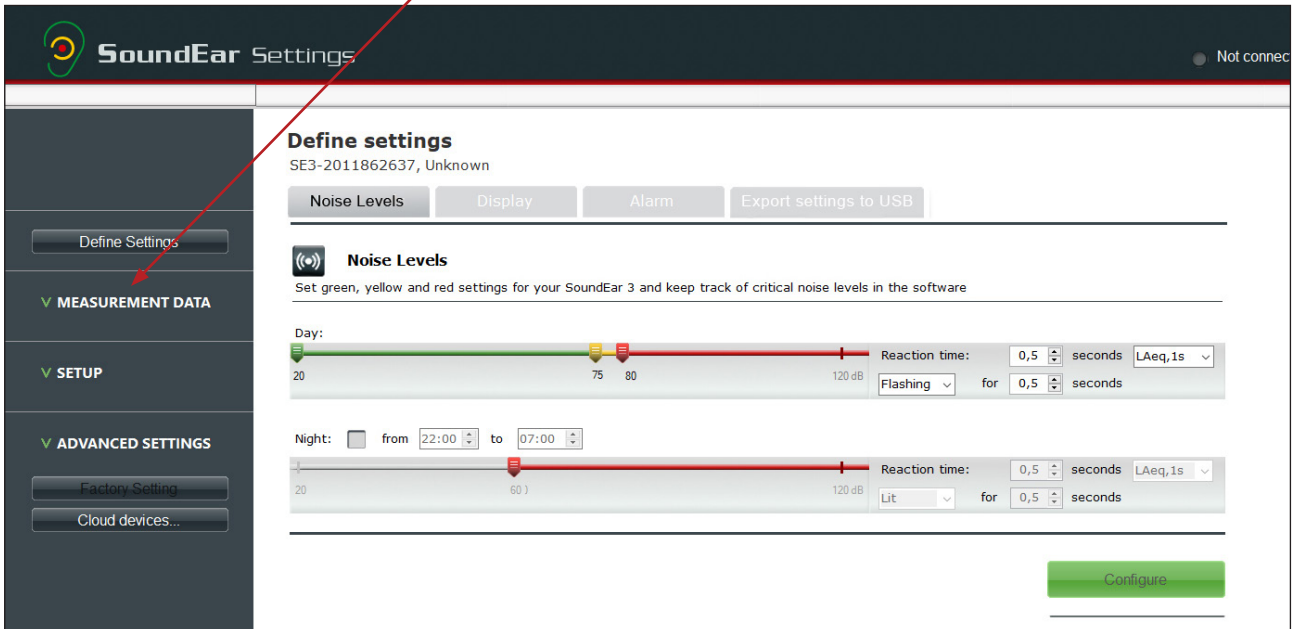 SoundEar Settings
Not connec
Define settings
SE3-2011862637, Unknown
Noise Levels Display Alarm Export settings to USB
Define Settings
V MEASUREMENT DATA
V SETUP
V ADVANCED SETTINGS
Factory Setting
Cloud devices...
Noise Levels
Set green, yellow and red settings for your SoundEar 3 and keep track of critical noise levels in the software
Day:
20 75 80 120 dB
Reaction time: 0,5 seconds LAeq,1s
Flashing for 0,5 seconds
Night: from 22:00 to 07:00
20 60 ) 120 dB
Reaction time: 0,5 seconds LAeq,1s
Lit for 0,5 seconds
Configure